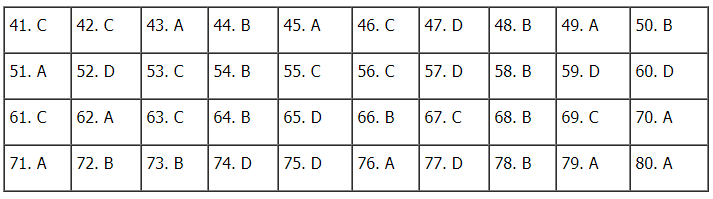 41. C 42. C 43. A 44. B 45. A 46. C 47. D 48. B 49. A 50. B
51. A 52. D 53. C 54. B 55. C 56. C 57. D 58. B 59. D 60. D
61. C 62. A 63. C 64. B 65. D 66. B 67. C 68. B 69. C 70. A
71. A 72. B 73. B 74. D 75. D 76. A 77. D 78. B 79. A 80. A